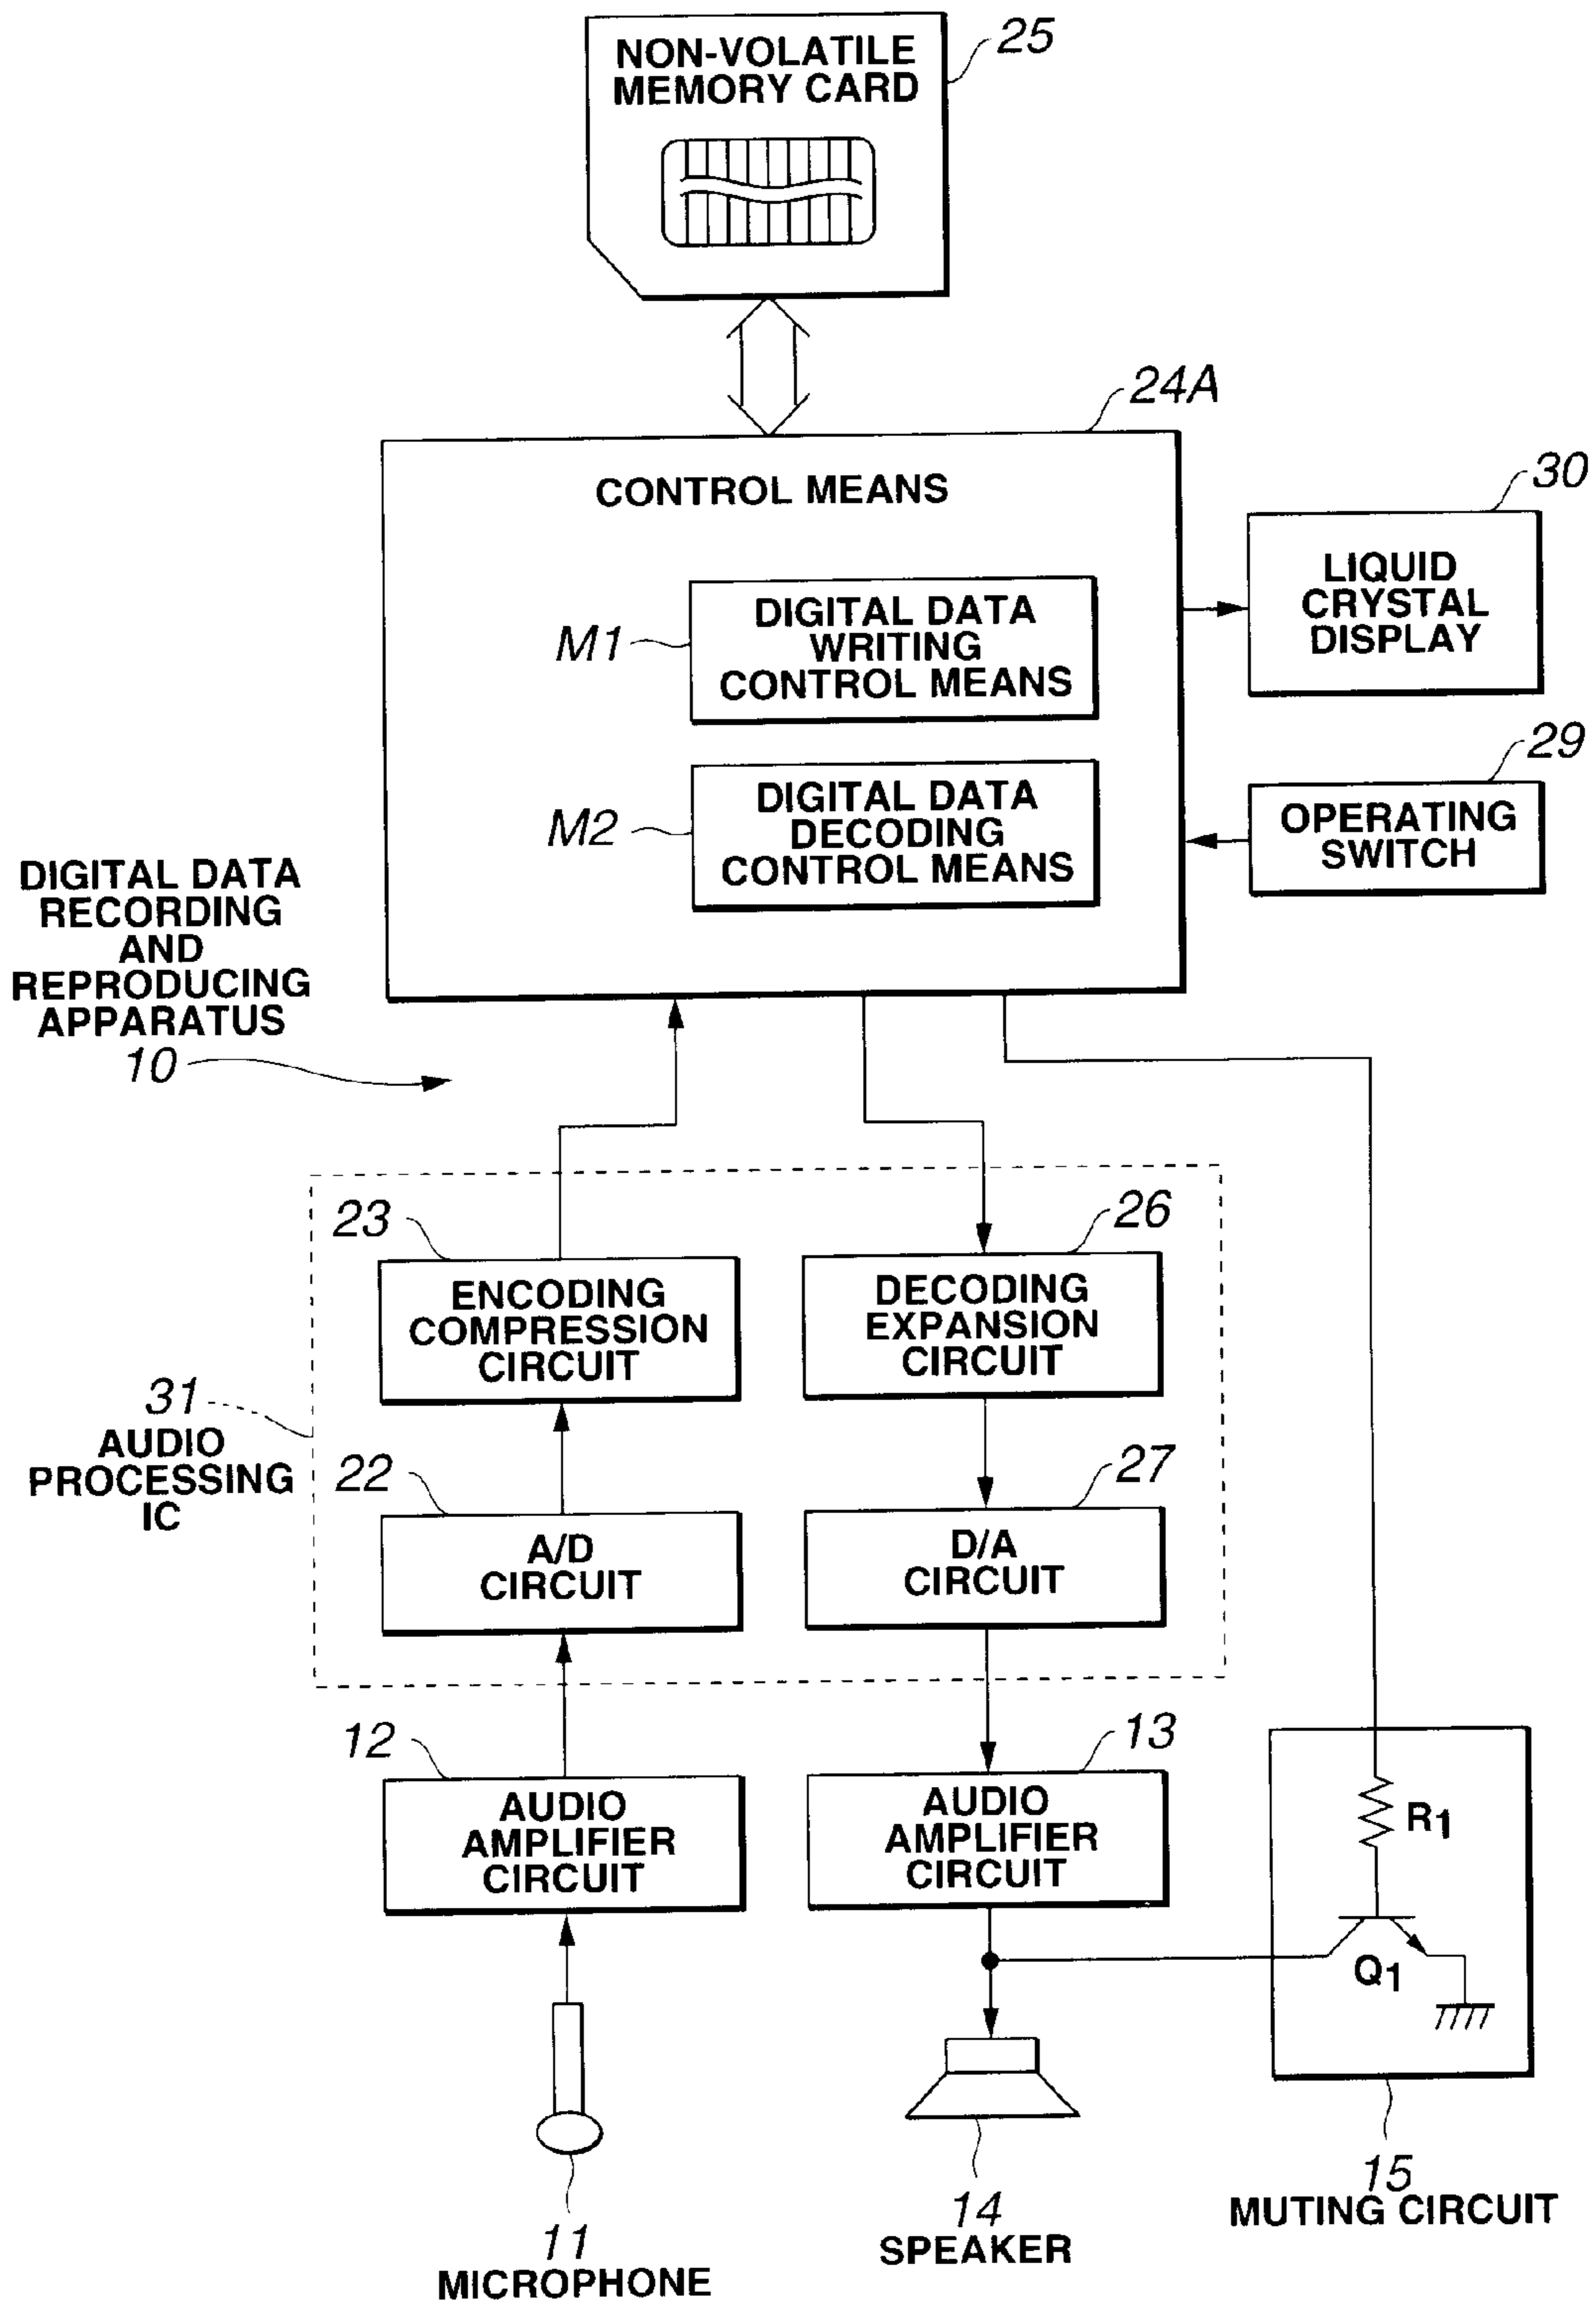 NON-VOLATILE
MEMORY CARD
25
24A
CONTROL MEANS
30
LIQUID
CRYSTAL
DISPLAY
M1
DIGITAL DATA
WRITING
CONTROL MEANS
29
OPERATING
SWITCH
M2
DIGITAL DATA
DECODING
CONTROL MEANS
DIGITAL DATA
RECORDING
AND
REPRODUCING
APPARATUS
10
23
ENCODING
COMPRESSION
CIRCUIT
26
DECODING
EXPANSION
CIRCUIT
31
AUDIO
PROCESSING
IC
22
A/D
CIRCUIT
27
D/A
CIRCUIT
12
AUDIO
AMPLIFIER
CIRCUIT
13
AUDIO
AMPLIFIER
CIRCUIT
R1
Q1
11
MICROPHONE
14
SPEAKER
15
MUTING CIRCUIT